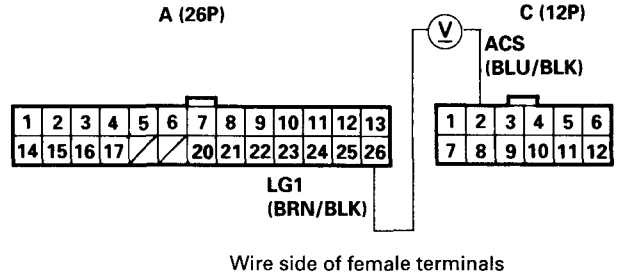 A (26P)
C (12P)
V
ACS
(BLU/BLK)
1 2 3 4 5 6 7 8 9 10 11 12 13
14 15 16 17 20 21 22 23 24 25 26
1 2 3 4 5 6
7 8 9 10 11 12
LG1
(BRN/BLK)
Wire side of female terminals